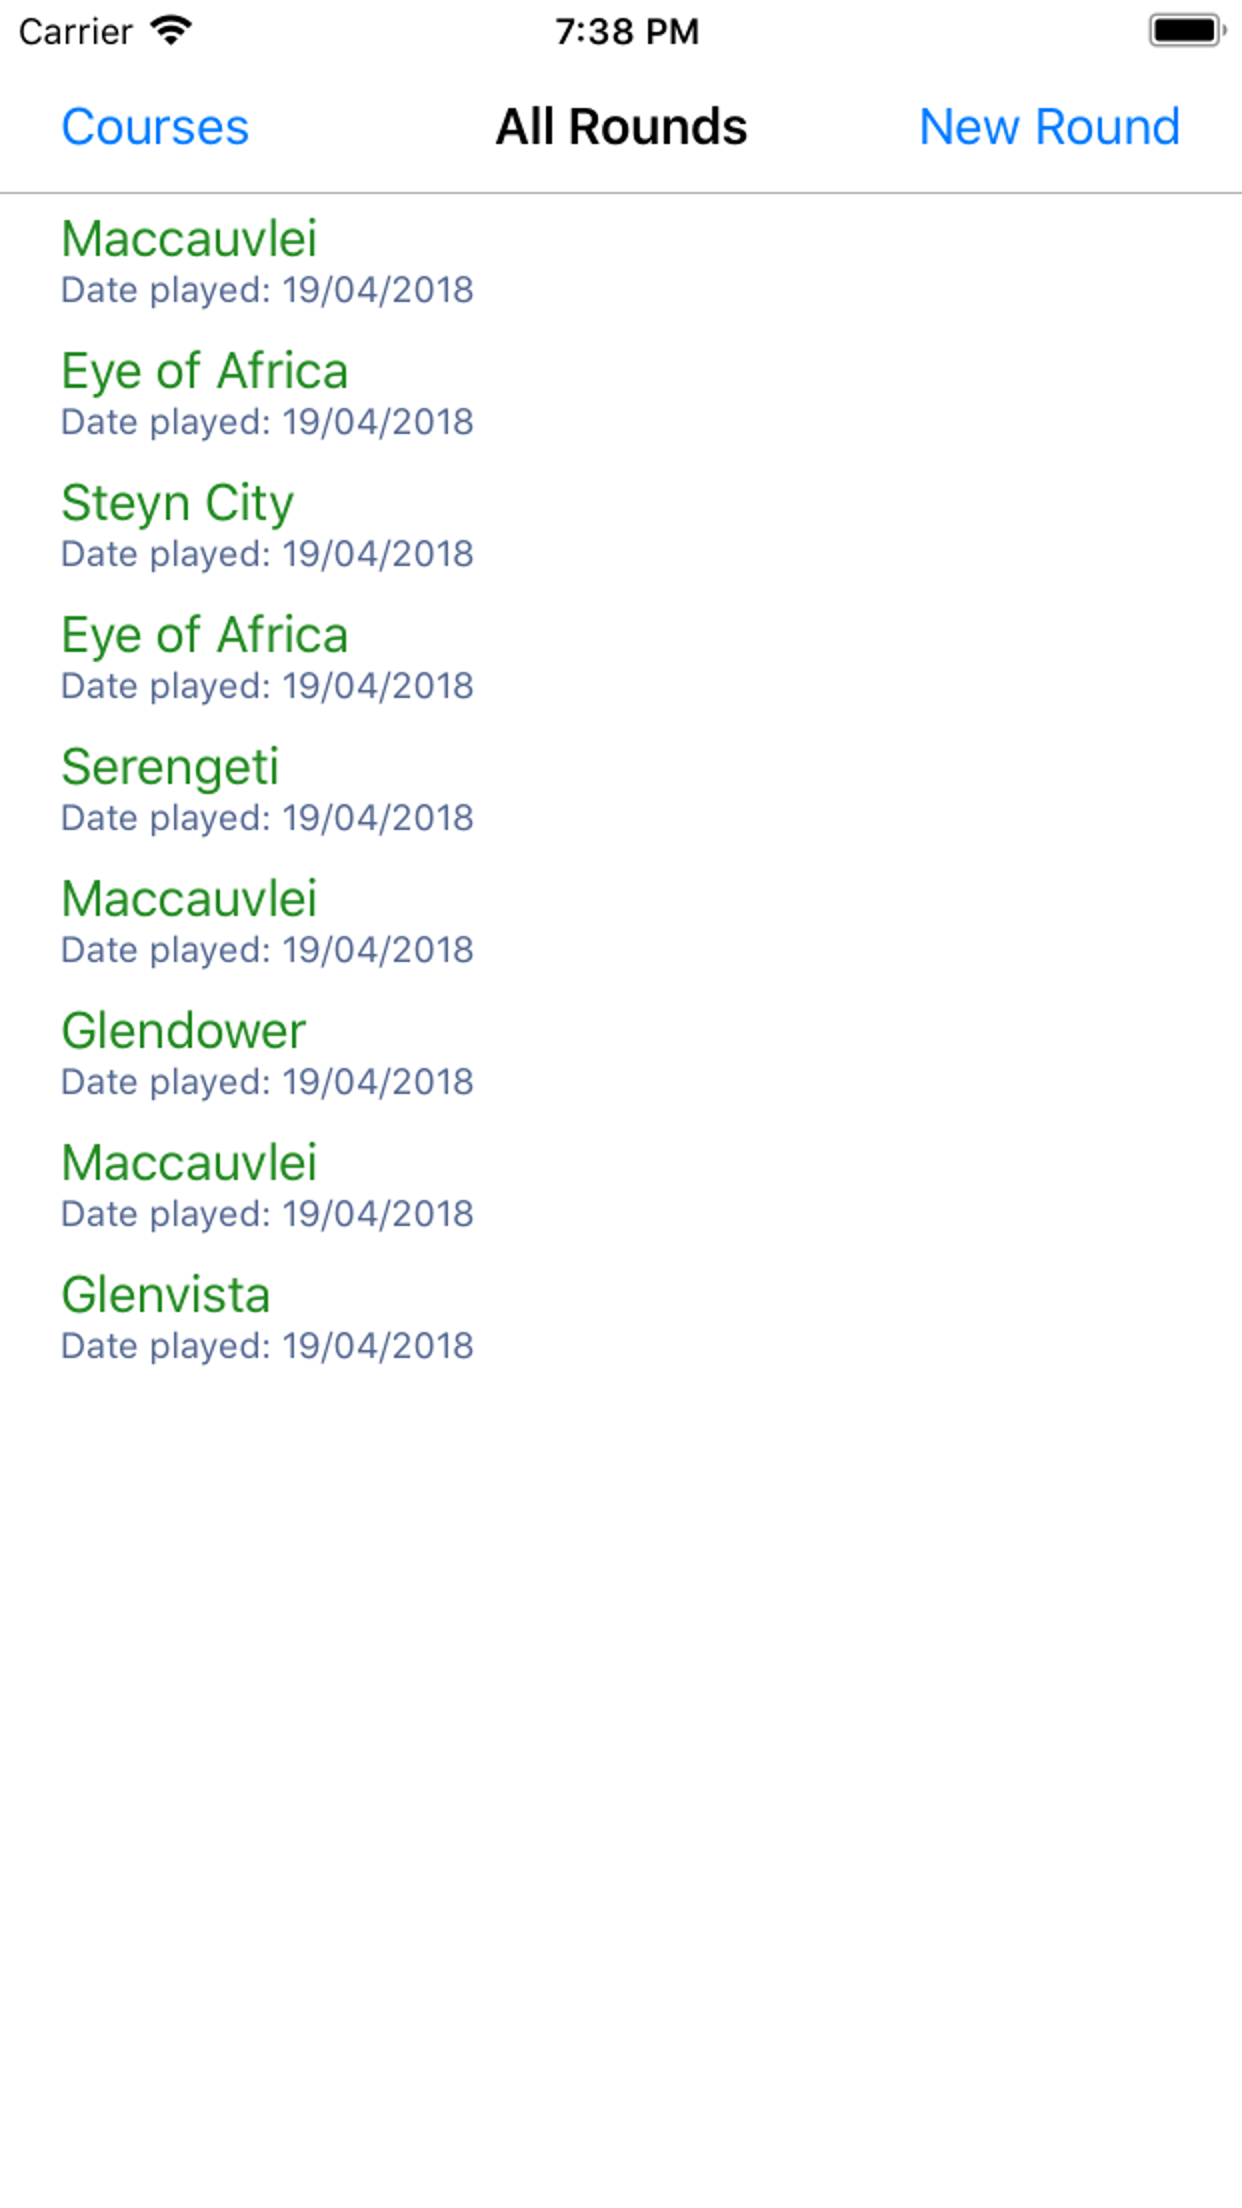 Carrier 7:38 PM
Courses All Rounds New Round
Maccauvlei
Date played: 19/04/2018
Eye of Africa
Date played: 19/04/2018
Steyn City
Date played: 19/04/2018
Eye of Africa
Date played: 19/04/2018
Serengeti
Date played: 19/04/2018
Maccauvlei
Date played: 19/04/2018
Glendower
Date played: 19/04/2018
Maccauvlei
Date played: 19/04/2018
Glenvista
Date played: 19/04/2018